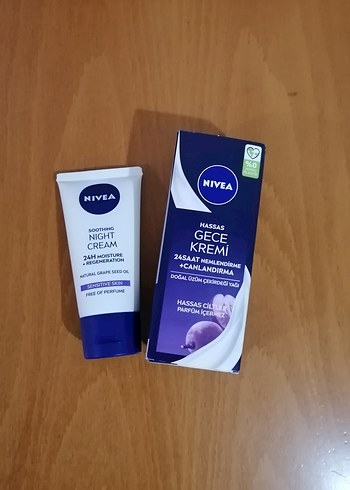 NIVEA
SOOTHING
NIGHT
CREAM
24H MOISTURE
+ REGENERATION
NATURAL GRAPE SEED OIL
SENSITIVE SKIN
FREE OF PERFUME
NIVEA
HASSAS
GECE
KREMİ
24SAAT NEMLENDİRME
+CANLANDIRMA
DOĞAL ÜZÜM ÇEKİRDEĞİ YAĞI
HASSAS CİLTLER
PARFÜM İÇERMEZ